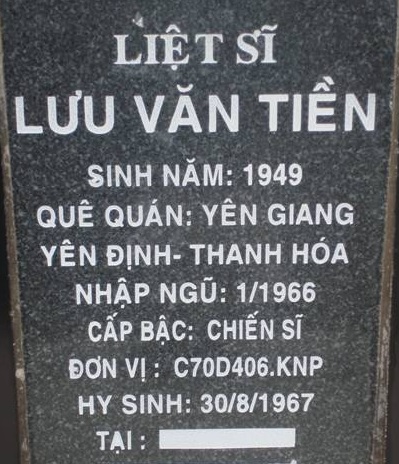 LIỆT SĨ
LƯU VĂN TIỀN
SINH NĂM: 1949
QUÊ QUÁN: YÊN GIANG
YÊN ĐỊNH- THANH HÓA
NHẬP NGŨ: 1/1966
CẤP BẬC: CHIẾN SĨ
ĐƠN VỊ : C70D406.KNP
HY SINH: 30/8/1967
TẠI :